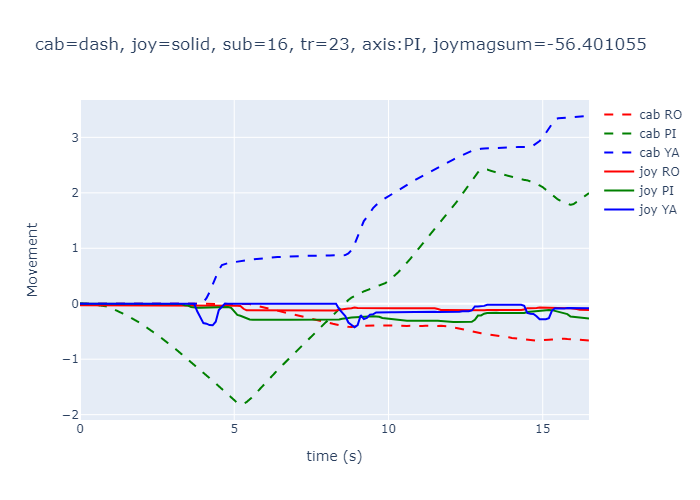 cab=dash, joy=solid, sub=16, tr=23, axis:PI, joymagsum=-56.401055
cab RO
cab PI
cab YA
joy RO
joy PI
joy YA
Movement
3
2
1
0
−1
−2
0
5
10
15
time (s)